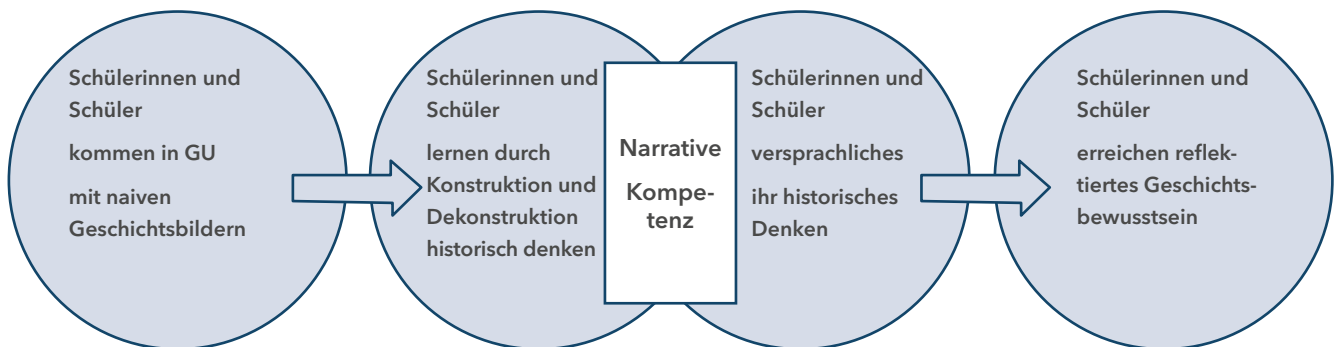 Schülerinnen und
Schüler
kommen in GU
mit naiven
Geschichtsbildern
Schülerinnen und
Schüler
lernen durch
Konstruktion und
Dekonstruktion
historisch denken
Narrative
Kompe-
tenz
Schülerinnen und
Schüler
versprachliches
ihr historisches
Denken
Schülerinnen und
Schüler
erreichen reflek-
tiertes Geschichts-
bewusstsein